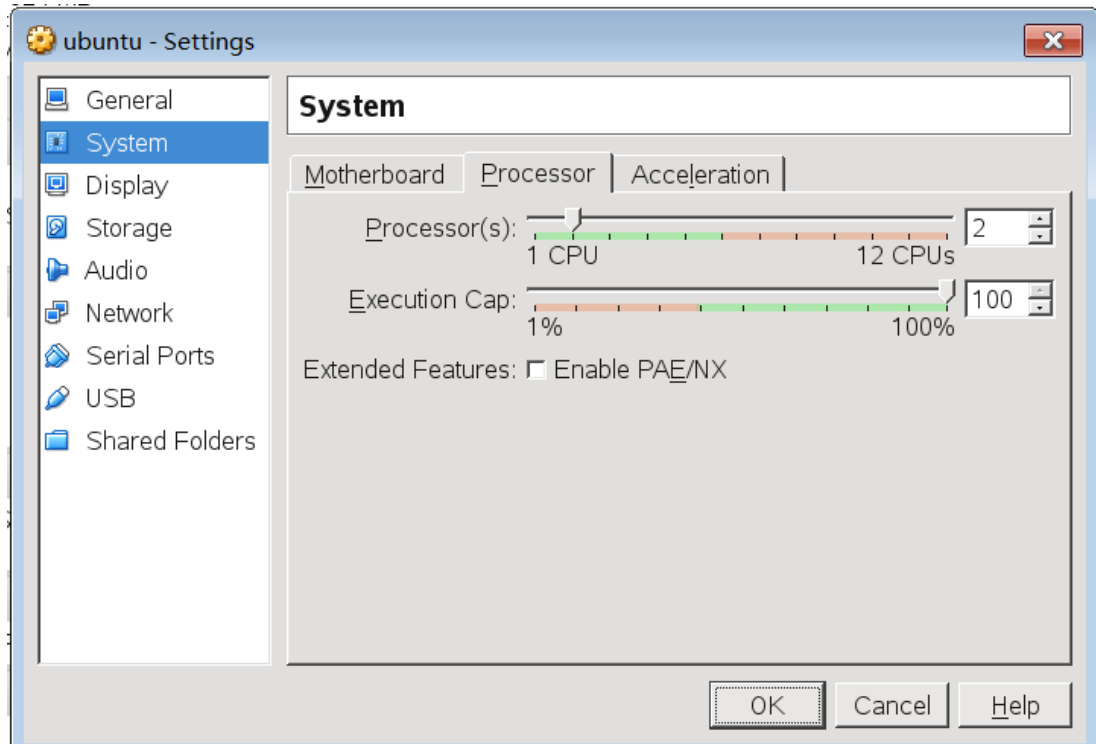 ubuntu - Settings
General
System
Display
Storage
Audio
Network
Serial Ports
USB
Shared Folders
System
Motherboard Processor Acceleration
Processor(s): 2
1 CPU 12 CPUs
Execution Cap: 100
1% 100%
Extended Features: Enable PAE/NX
OK Cancel Help